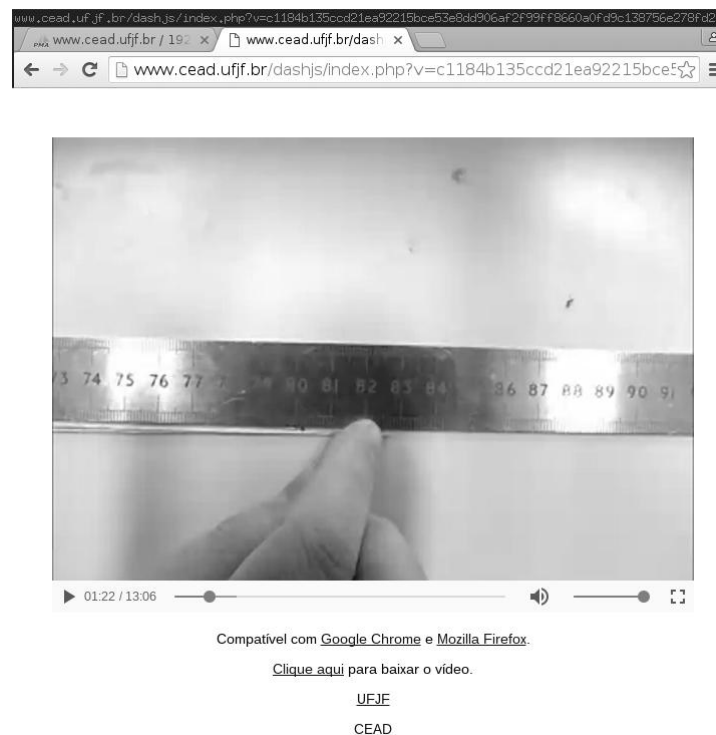 www.cead.ufjf.br/dashjs/index.php?v=c1184b135ccd21ea92215bce53e8dd906af2f99ff8660a0fd9c138756e278fd2
www.cead.ufjf.br / 192 × www.cead.ufjf.br/dash ×
www.cead.ufjf.br/dashjs/index.php?v=c1184b135ccd21ea92215bce5
74 75 76 77 79 80 81 82 83 84 86 87 88 89 90 91
01:22 / 13:06
Compatível com Google Chrome e Mozilla Firefox.
Clique aqui para baixar o vídeo.
UFJF
CEAD